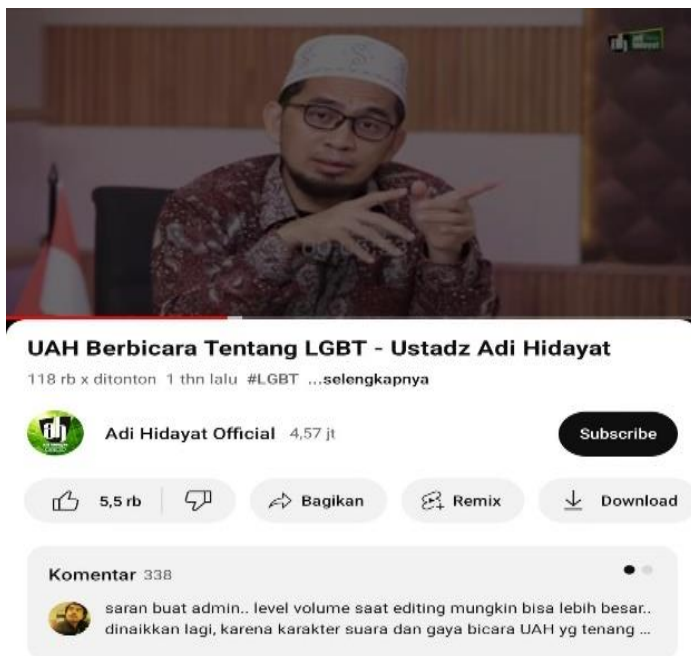 UAH Berbicara Tentang LGBT - Ustadz Adi Hidayat
118 rb x ditonton 1 thn lalu #LGBT ...selengkapnya
Adi Hidayat Official 4,57 jt
Subscribe
5,5 rb
Bagikan
Remix
Download
Komentar 338
saran buat admin.. level volume saat editing mungkin bisa lebih besar..
dinaikkan lagi, karena karakter suara dan gaya bicara UAH yg tenang ...